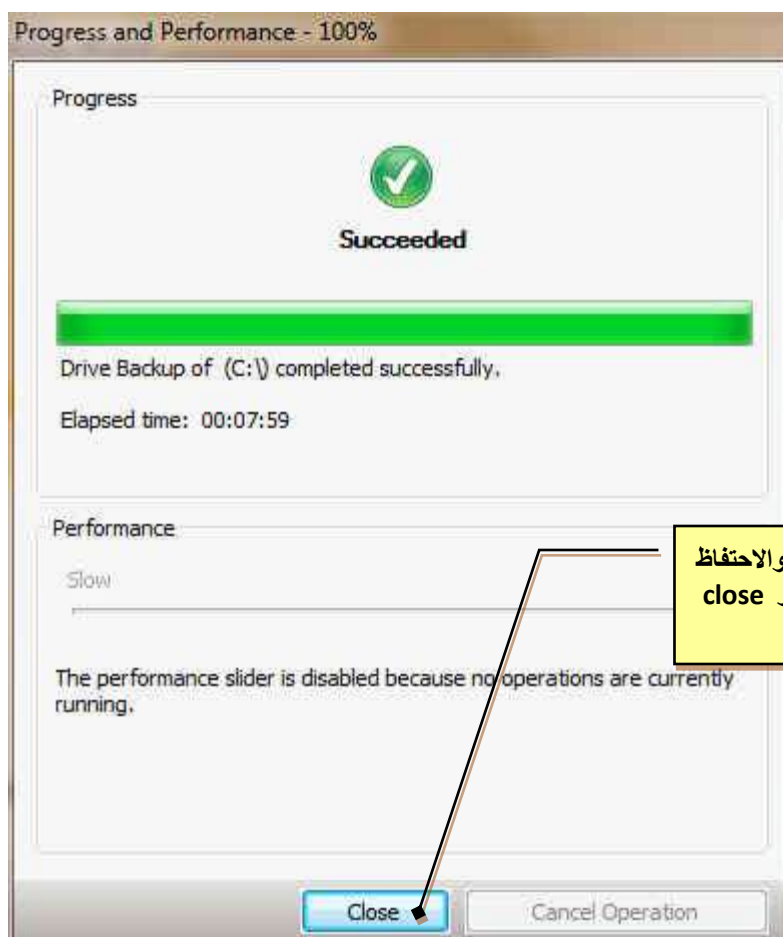 Progress and Performance - 100%
Progress
Succeeded
Drive Backup of (C:\) completed successfully.
Elapsed time: 00:07:59
Performance
Slow
والاحتفاظ
close
The performance slider is disabled because no operations are currently
running.
Close
Cancel Operation